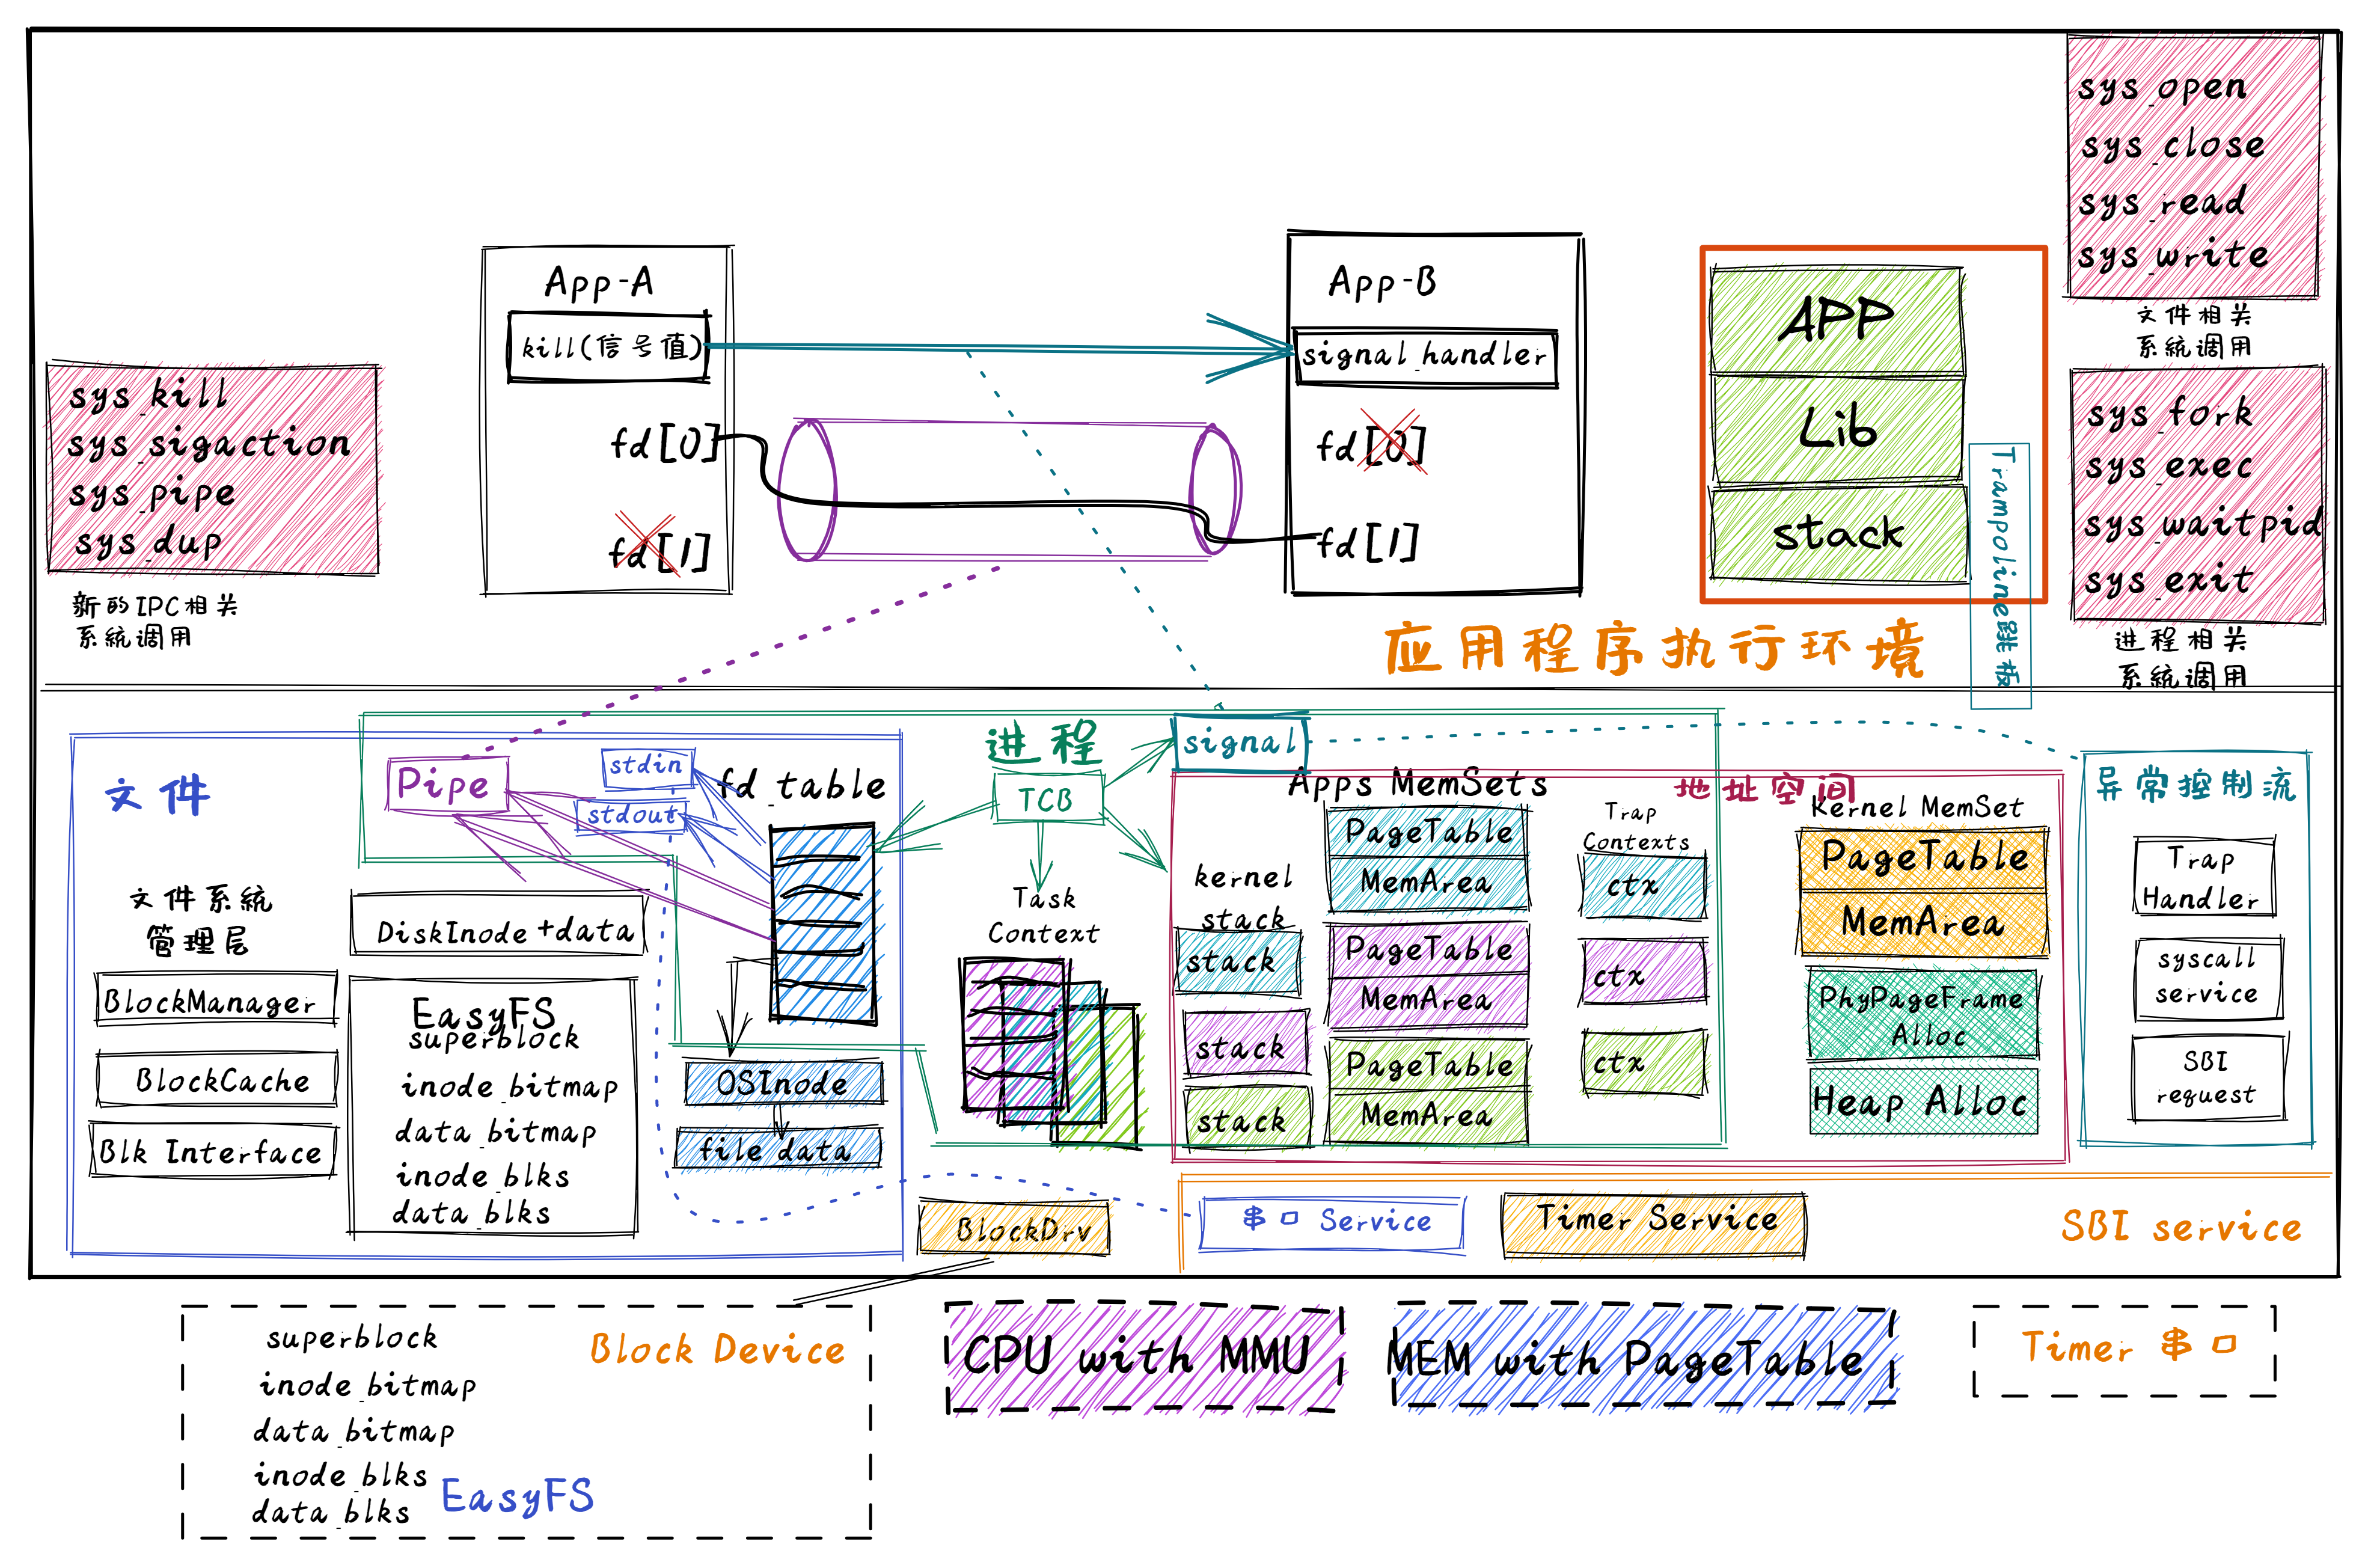 sys_open
sys_close
sys_read
sys_write
文件相关
系统调用
App-A
kill(信号值)
fd[0]
fd[1]
App-B
signal_handler
fd[0]
fd[1]
APP
Lib
stack
Trampoline跳板
sys_kill
sys_sigaction
sys_pipe
sys_dup
新的IPC相关
系统调用
sys_fork
sys_exec
sys_waitpid
sys_exit
进程相关
系统调用
应用程序执行环境
文件
Pipe
stdin
stdout
fd_table
进程
TCB
signal
Apps MemSets
地址空间
Kernel MemSet
异常控制流
文件系统
管理层
BlockManager
BlockCache
Blk Interface
DiskInode +data
EasyFS
superblock
inode_bitmap
data_bitmap
inode_blks
data_blks
OSInode
file data
Task
Context
kernel
stack
stack
stack
stack
PageTable
MemArea
PageTable
MemArea
PageTable
MemArea
Trap
Contexts
ctx
ctx
ctx
PageTable
MemArea
PhyPageFrame
Alloc
Heap Alloc
Trap
Handler
syscall
service
SBI
request
BlockDrv
串口 Service
Timer Service
SBI service
superblock
inode_bitmap
data_bitmap
inode_blks
data_blks
Block Device
EasyFS
CPU with MMU
MEM with PageTable
Timer 串口